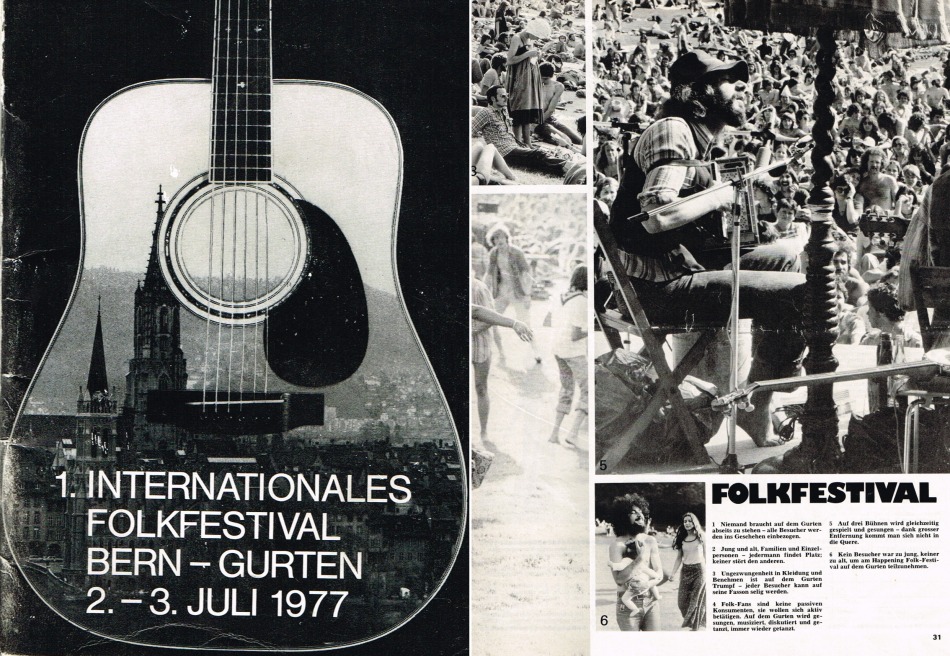 1. INTERNATIONALES
FOLKFESTIVAL
BERN – GURTEN
2. – 3. JULI 1977
3
5
6
FOLKFESTIVAL
1 Niemand braucht auf dem Gurten
abseits zu stehen – alle Besucher wer-
den ins Geschehen einbezogen.
2 Jung und alt, Familien und Einzel-
personen – jedermann findet Platz;
keiner stört den anderen.
3 Ungezwungenheit in Kleidung und
Benehmen ist auf dem Gurten
Trumpf – jeder Besucher kann auf
seine Fasson selig werden.
4 Folk-Fans sind keine passiven
Konsumenten, sie wollen sich aktiv
betätigen. Auf dem Gurten wird ge-
sungen, musiziert, diskutiert und ge-
tanzt, immer wieder getanzt.
5 Auf drei Bühnen wird gleichzeitig
gespielt und gesungen – dank grosser
Entfernung kommt man sich nicht in
die Quere.
6 Kein Besucher war zu jung, keiner
zu alt, um am Happening Folk-Festi-
val auf dem Gurten teilzunehmen.
31